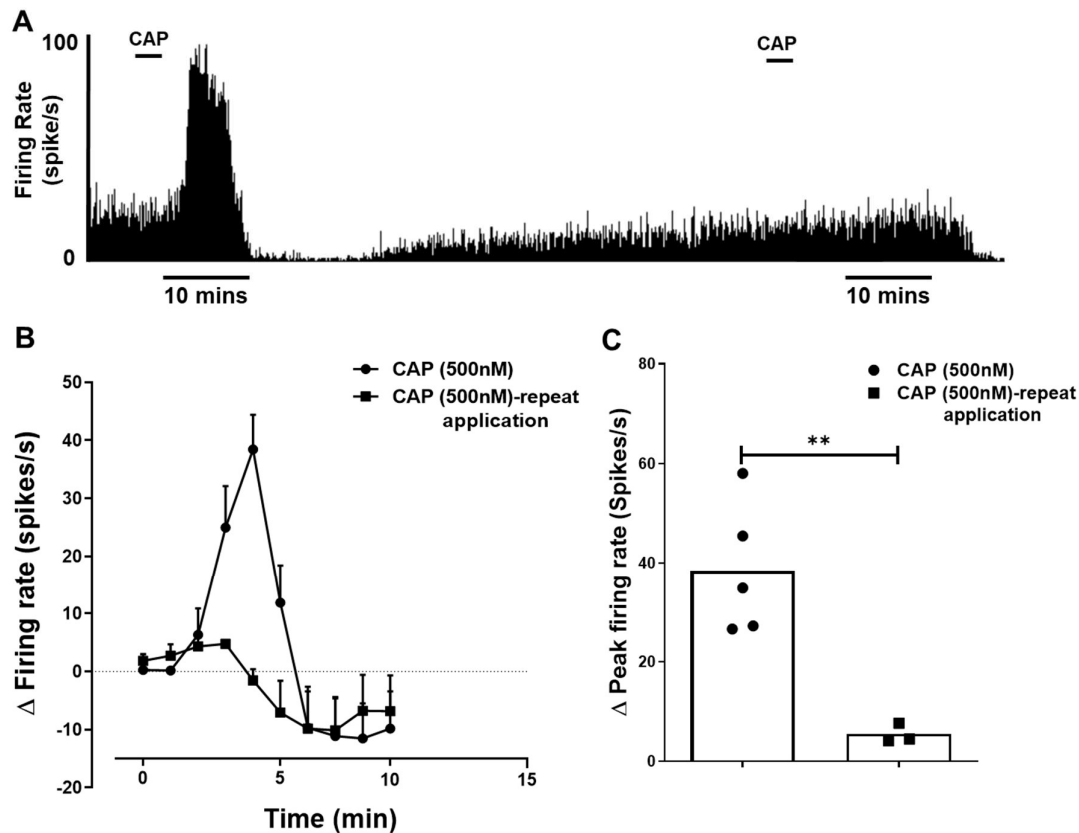 A
100
CAP
CAP
Firing Rate
(spike/s)
0
10 mins
10 mins
B
CAP (500nM)
CAP (500nM)-repeat
application
50
40
30
20
10
0
-10
-20
Δ Firing rate (spikes/s)
0
5
10
15
Time (min)
C
CAP (500nM)
CAP (500nM)-repeat
application
80
60
40
20
0
**
Δ Peak firing rate (Spikes/s)